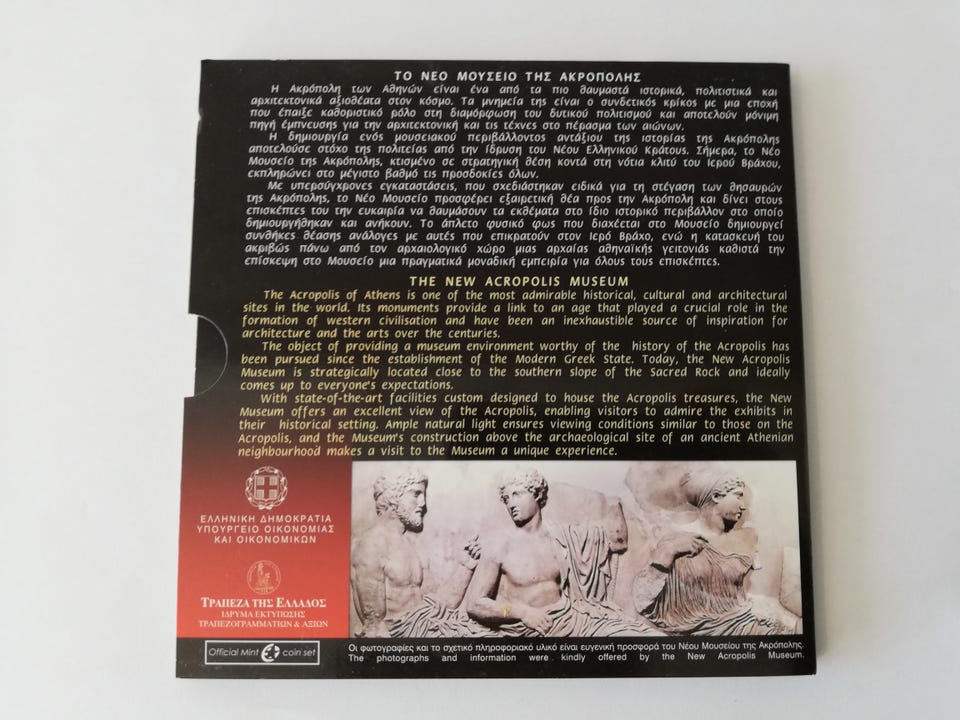 ΤΟ ΝΕΟ ΜΟΥΣΕΙΟ ΤΗΣ ΑΚΡΟΠΟΛΗΣ
Η Ακρόπολη των Αθηνών είναι ένα από τα πιο θαυμαστά ιστορικά, πολιτιστικά και
αρχιτεκτονικά αξιοθέατα στον κόσμο. Τα μνημεία της είναι ο συνδετικός κρίκος με μια εποχή
που έπαιξε καθοριστικό ρόλο στη διαμόρφωση του δυτικού πολιτισμού και αποτελούν μόνιμη
πηγή έμπνευσης για την αρχιτεκτονική και τις τέχνες στο πέρασμα των αιώνων.
Η δημιουργία ενός μουσειακού περιβάλλοντος αντάξιου της ιστορίας της Ακρόπολης
αποτελούσε στόχο της πολιτείας από την ίδρυση του Νέου Ελληνικού Κράτους. Σήμερα, το Νέο
Μουσείο της Ακρόπολης, κτισμένο σε στρατηγική θέση κοντά στη νότια κλιτύ του Ιερού Βράχου,
εκπληρώνει στο μέγιστο βαθμό τις προσδοκίες όλων.
Με υπερσύγχρονες εγκαταστάσεις, που σχεδιάστηκαν ειδικά για τη στέγαση των θησαυρών
της Ακρόπολης, το Νέο Μουσείο προσφέρει εξαιρετική θέα προς την Ακρόπολη και δίνει στους
επισκέπτες του την ευκαιρία να θαυμάσουν τα εκθέματα στο ίδιο ιστορικό περιβάλλον στο οποίο
δημιουργήθηκαν και ανήκουν. Το άπλετο φυσικό φως που διαχέεται στο Μουσείο δημιουργεί
συνθήκες θέασης ανάλογες με αυτές που επικρατούν στον Ιερό Βράχο, ενώ η κατασκευή του
ακριβώς πάνω από τον αρχαιολογικό χώρο μιας αρχαίας αθηναϊκής γειτονιάς καθιστά την
επίσκεψη στο Μουσείο μια πραγματικά μοναδική εμπειρία για όλους τους επισκέπτες.
THE NEW ACROPOLIS MUSEUM
The Acropolis of Athens is one of the most admirable historical, cultural and architectural
sites in the world. Its monuments provide a link to an age that played a crucial role in the
formation of western civilisation and have been an inexhaustible source of inspiration for
architecture and the arts over the centuries.
The object of providing a museum environment worthy of the history of the Acropolis has
been pursued since the establishment of the Modern Greek State. Today, the New Acropolis
Museum is strategically located close to the southern slope of the Sacred Rock and ideally
comes up to everyone's expectations.
With state-of-the-art facilities custom designed to house the Acropolis treasures, the New
Museum offers an excellent view of the Acropolis, enabling visitors to admire the exhibits in
their historical setting. Ample natural light ensures viewing conditions similar to those on the
Acropolis, and the Museum's construction above the archaeological site of an ancient Athenian
neighbourhood makes a visit to the Museum a unique experience.
ΕΛΛΗΝΙΚΗ ΔΗΜΟΚΡΑΤΙΑ
ΥΠΟΥΡΓΕΙΟ ΟΙΚΟΝΟΜΙΑΣ
ΚΑΙ ΟΙΚΟΝΟΜΙΚΩΝ
ΤΡΑΠΕΖΑ ΤΗΣ ΕΛΛΑΔΟΣ
ΙΔΡΥΜΑ ΕΚΤΥΠΩΣΗΣ
ΤΡΑΠΕΖΟΓΡΑΜΜΑΤΙΩΝ & ΑΞΙΩΝ
Official Mint coin set
Οι φωτογραφίες και το σχετικό πληροφοριακό υλικό είναι ευγενική προσφορά του Νέου Μουσείου της Ακρόπολης.
The photographs and information were kindly offered by the New Acropolis Museum.